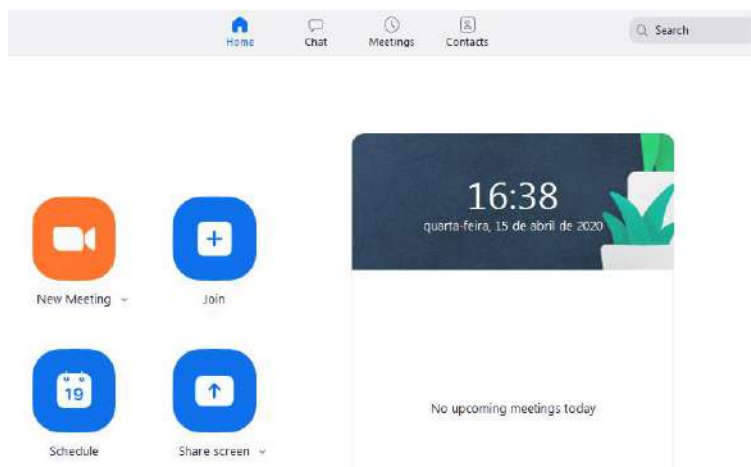 Home Chat Meetings Contacts Search
16:38
quarta-feira, 15 de abril de 2020
New Meeting Join
19
Schedule Share screen
No upcoming meetings today